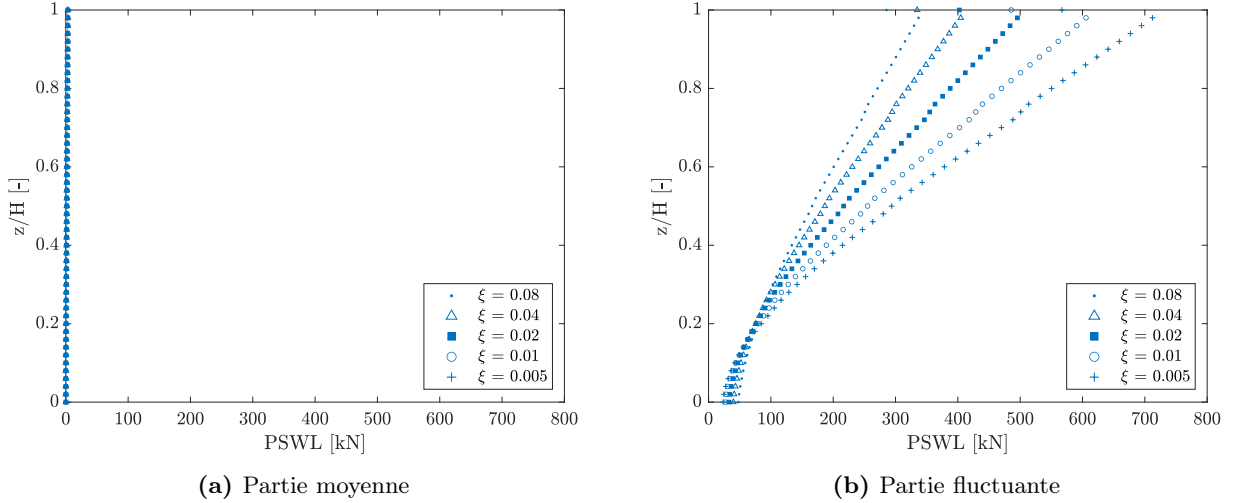 1
0.8
0.6
0.4
0.2
0
z/H [-]
0 100 200 300 400 500 600 700 800
PSWL [kN]
ξ = 0.08
ξ = 0.04
ξ = 0.02
ξ = 0.01
ξ = 0.005
(a) Partie moyenne
1
0.8
0.6
0.4
0.2
0
z/H [-]
0 100 200 300 400 500 600 700 800
PSWL [kN]
ξ = 0.08
ξ = 0.04
ξ = 0.02
ξ = 0.01
ξ = 0.005
(b) Partie fluctuante